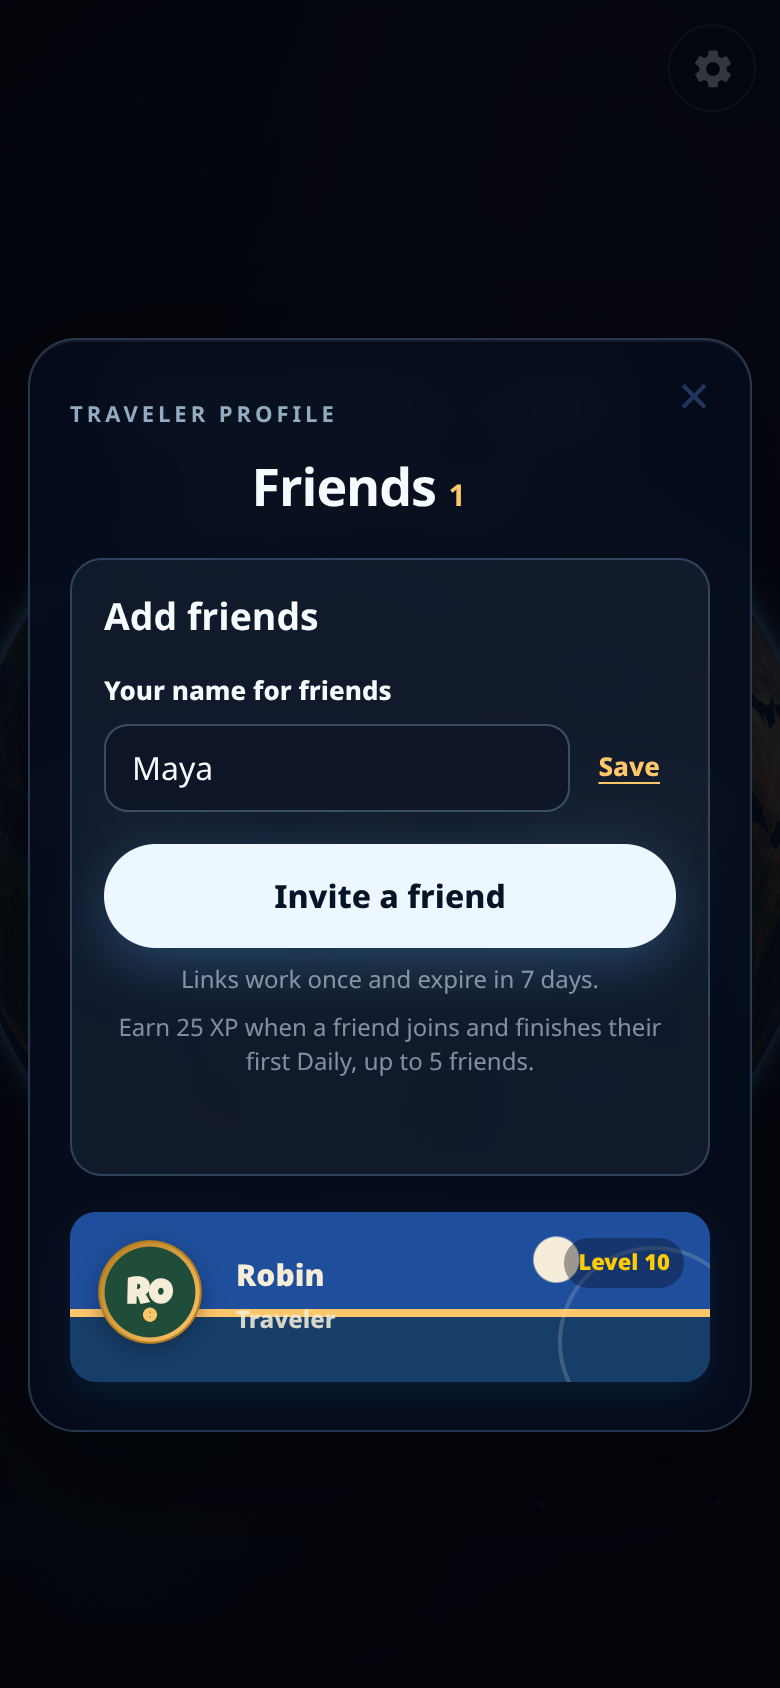 TRAVELER PROFILE
Friends 1
Add friends
Your name for friends
Maya
Save
Invite a friend
Links work once and expire in 7 days.
Earn 25 XP when a friend joins and finishes their
first Daily, up to 5 friends.
RO
Robin
Level 10
Traveler